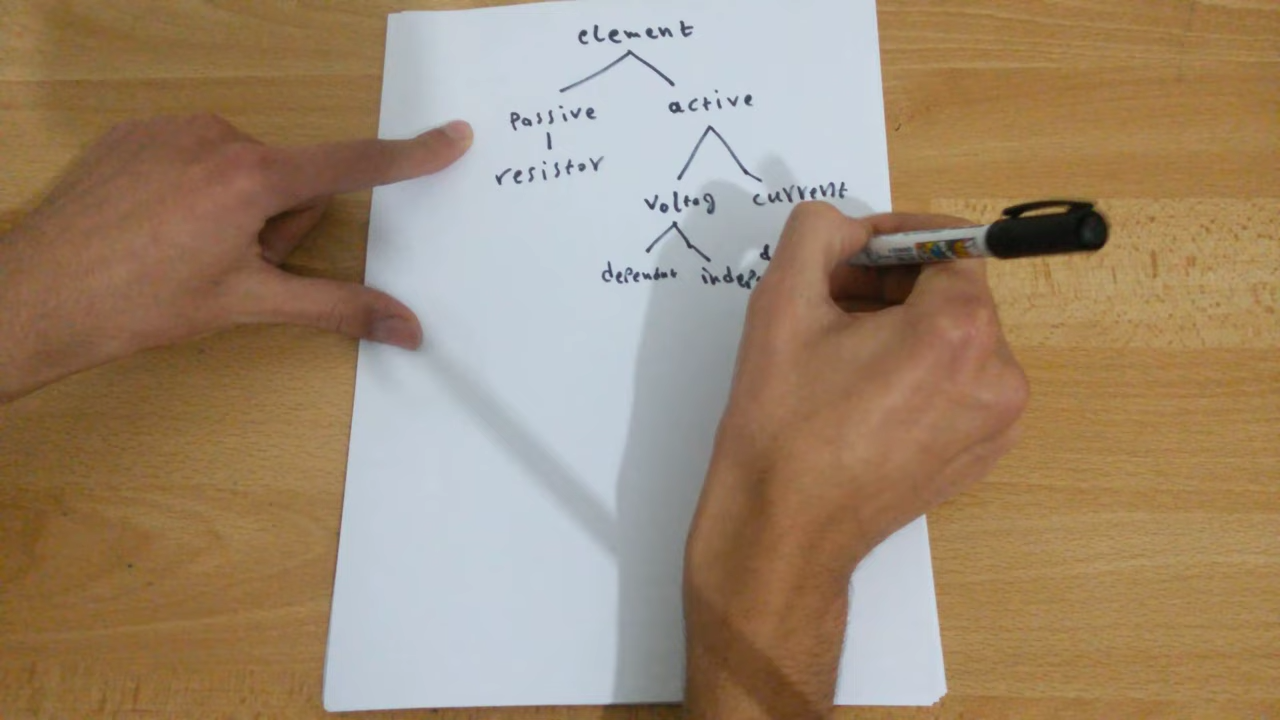 element
Passive active
resistor
voltag current
dependent